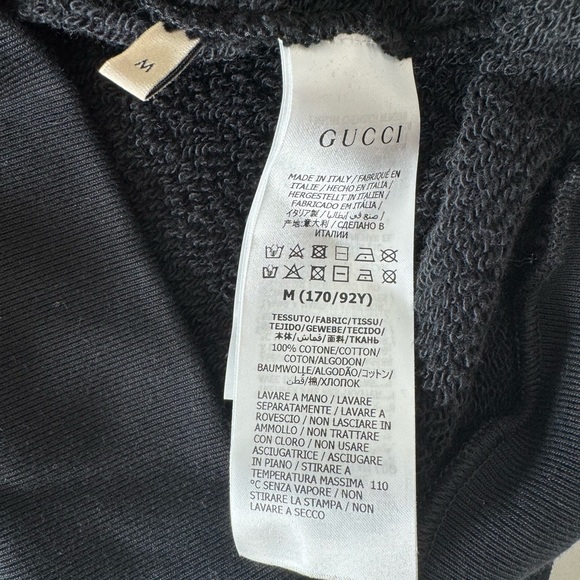 M
GUCCI
MADE IN ITALY / FABRIQUÉ EN
ITALIE / HECHO EN ITALIA /
HERGESTELLT IN ITALIEN /
FABRICADO EM ITÁLIA /
イタリア製 / صنع في إيطاليا /
产地:意大利 / СДЕЛАНО В
ИТАЛИИ
M (170/92Y)
TESSUTO/FABRIC/TISSU/
TEJIDO/GEWEBE/TECIDO/
本体/قماش/面料/ТКАНЬ
100% COTONE/COTTON/
COTON/ALGODON/
BAUMWOLLE/ALGODÃO/コットン/
قطن/棉/ХЛОПОК
LAVARE A MANO / LAVARE
SEPARATAMENTE / LAVARE A
ROVESCIO / NON LASCIARE IN
AMMOLLO / NON TRATTARE
CON CLORO / NON USARE
ASCIUGATRICE / ASCIUGARE
IN PIANO / STIRARE A
TEMPERATURA MASSIMA 110
°C SENZA VAPORE / NON
STIRARE LA STAMPA / NON
LAVARE A SECCO